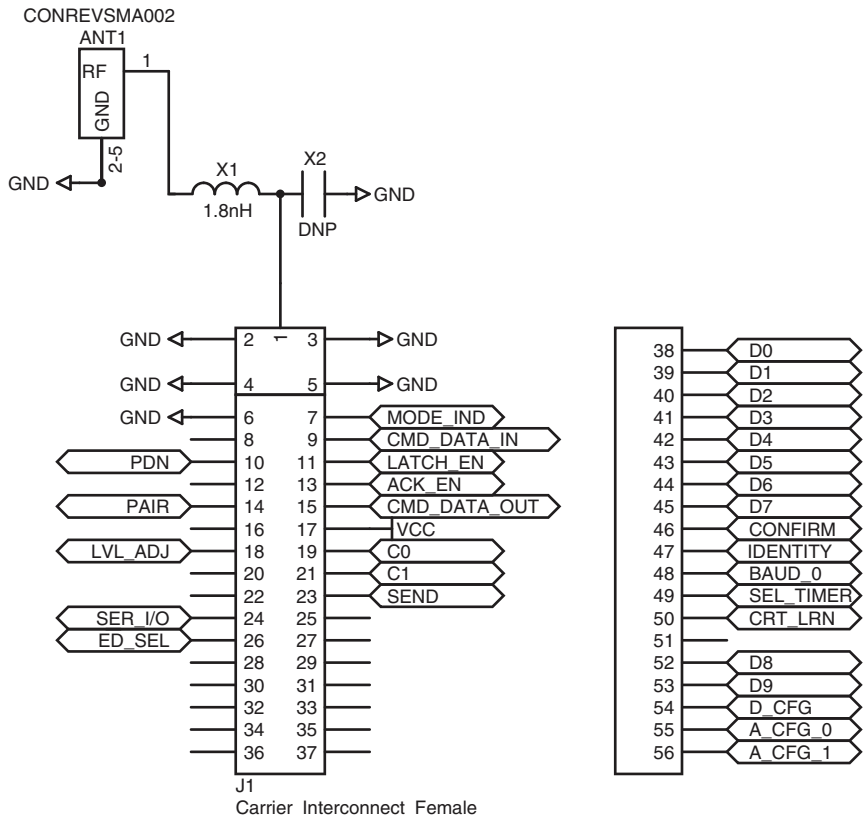 CONREVSMA002
ANT1
RF
GND
1
2-5
GND
X1
1.8nH
X2
DNP
GND
1
GND 2 3 GND
GND 4 5 GND
GND 6 7 MODE_IND
8 9 CMD_DATA_IN
PDN 10 11 LATCH_EN
12 13 ACK_EN
PAIR 14 15 CMD_DATA_OUT
16 17 VCC
LVL_ADJ 18 19 C0
20 21 C1
22 23 SEND
SER_I/O 24 25
ED_SEL 26 27
28 29
30 31
32 33
34 35
36 37
J1
Carrier Interconnect Female
38 D0
39 D1
40 D2
41 D3
42 D4
43 D5
44 D6
45 D7
46 CONFIRM
47 IDENTITY
48 BAUD_0
49 SEL_TIMER
50 CRT_LRN
51
52 D8
53 D9
54 D_CFG
55 A_CFG_0
56 A_CFG_1